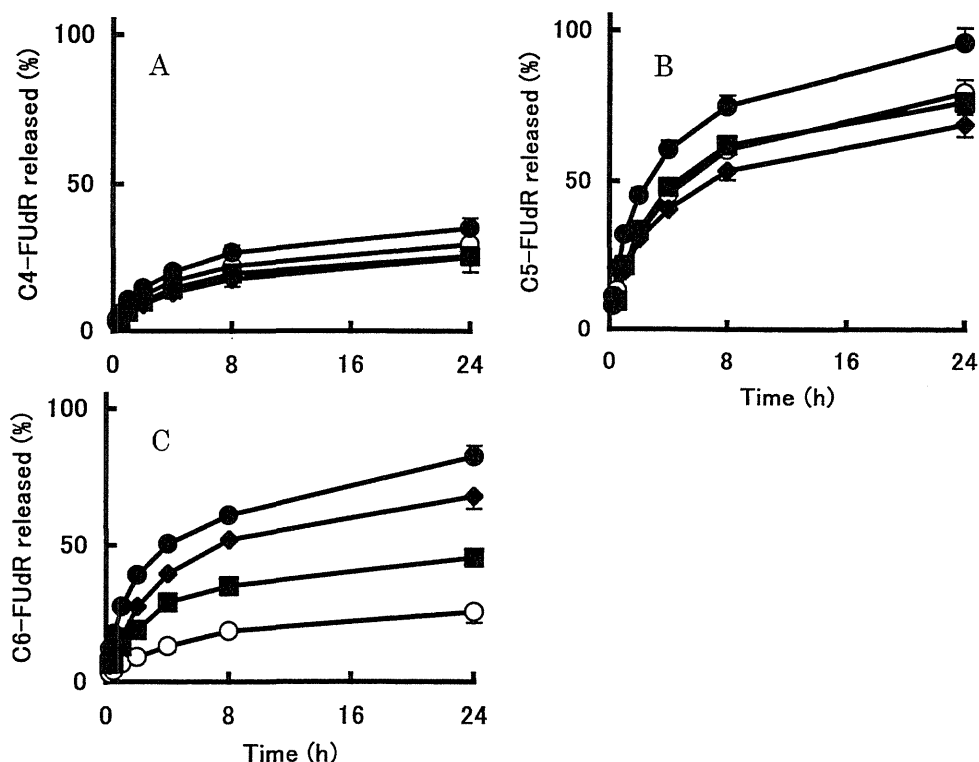 C4-FUdR released (%)
100
50
0
A
0 8 16 24
C5-FUdR released (%)
100
50
0
B
0 8 16 24
Time (h)
C6-FUdR released (%)
100
50
0
C
0 8 16 24
Time (h)